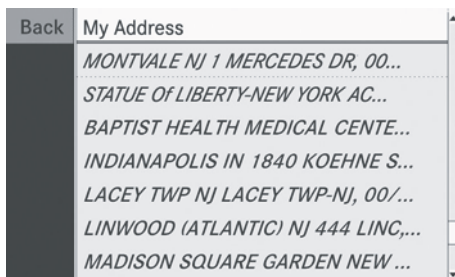 Back My Address
MONTVALE NJ 1 MERCEDES DR, 00...
STATUE Of LIBERTY-NEW YORK AC...
BAPTIST HEALTH MEDICAL CENTE...
INDIANAPOLIS IN 1840 KOEHNE S...
LACEY TWP NJ LACEY TWP-NJ, 00/...
LINWOOD (ATLANTIC) NJ 444 LINC,...
MADISON SQUARE GARDEN NEW ...